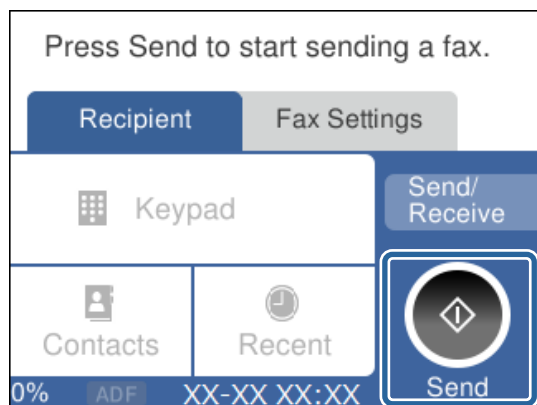 Press Send to start sending a fax.
Recipient
Fax Settings
Keypad
Send/
Receive
Contacts
Recent
Send
0%
ADF
XX-XX XX:XX